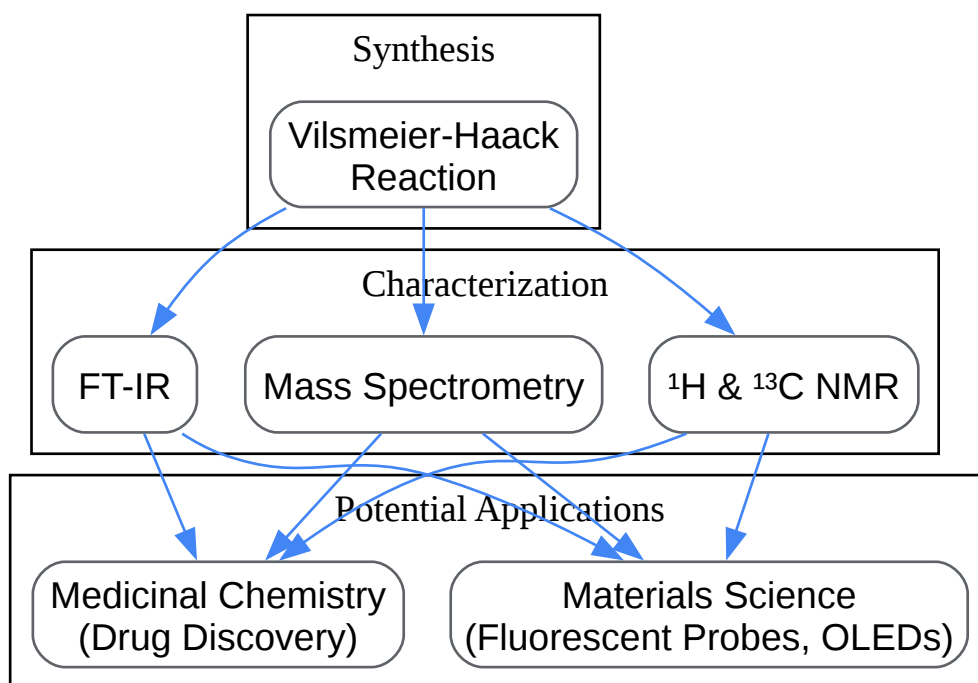 Synthesis
Vilsmeier-Haack
Reaction
Characterization
FT-IR
Mass Spectrometry
¹H & ¹³C NMR
Potential Applications
Medicinal Chemistry
(Drug Discovery)
Materials Science
(Fluorescent Probes, OLEDs)